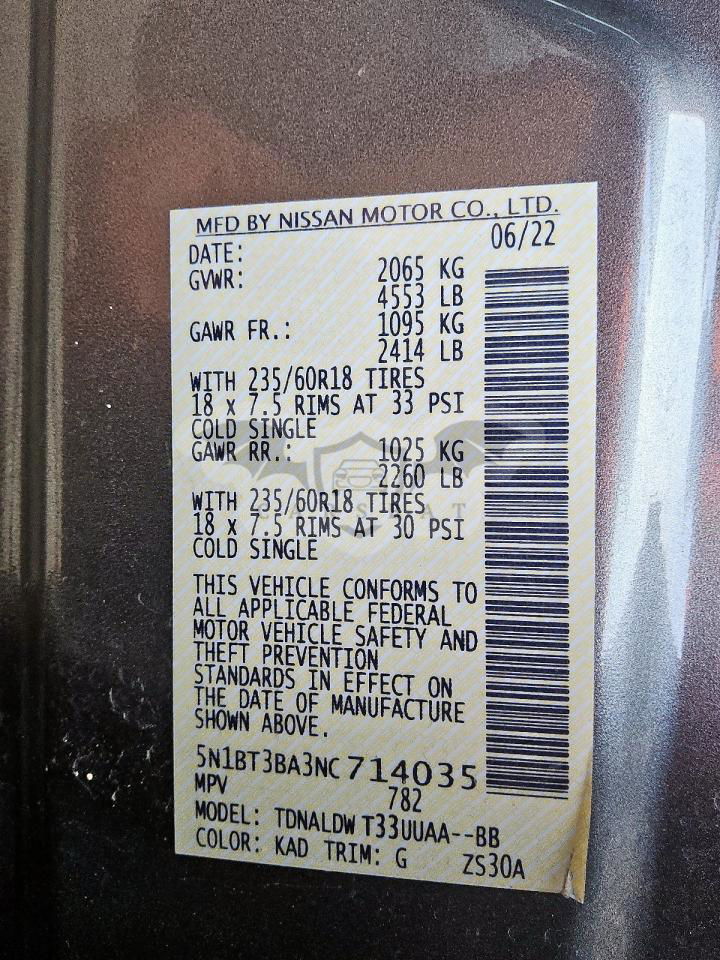 MFD BY NISSAN MOTOR CO., LTD.
DATE: 06/22
GVWR: 2065 KG
4553 LB
GAWR FR.: 1095 KG
2414 LB
WITH 235/60R18 TIRES
18 x 7.5 RIMS AT 33 PSI
COLD SINGLE
GAWR RR.: 1025 KG
2260 LB
WITH 235/60R18 TIRES
18 x 7.5 RIMS AT 30 PSI
COLD SINGLE
THIS VEHICLE CONFORMS TO
ALL APPLICABLE FEDERAL
MOTOR VEHICLE SAFETY AND
THEFT PREVENTION
STANDARDS IN EFFECT ON
THE DATE OF MANUFACTURE
SHOWN ABOVE.
5N1BT3BA3NC 714035
MPV 782
MODEL: TDNALDW T33UUAA--BB
COLOR: KAD TRIM: G ZS30A